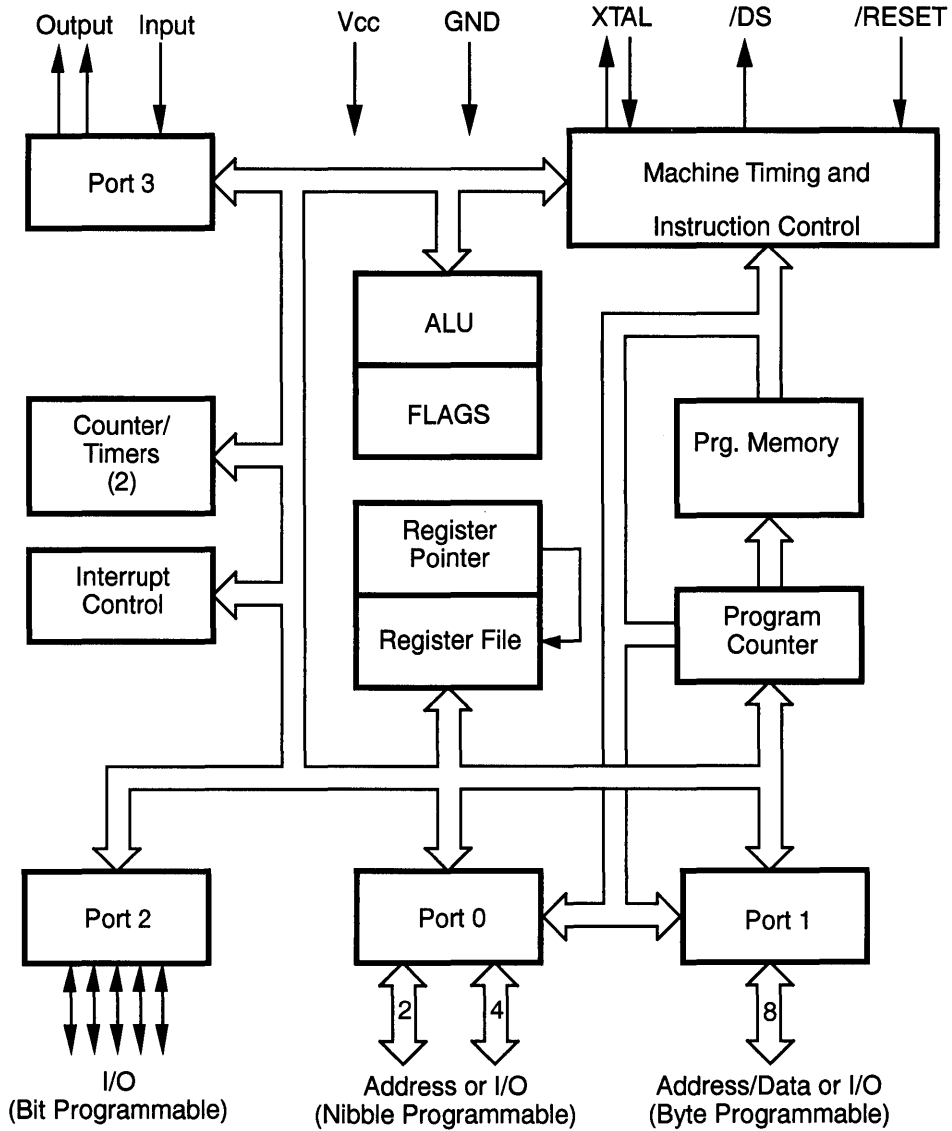 Output Input Vcc GND XTAL /DS /RESET
Port 3
Machine Timing and
Instruction Control
ALU
FLAGS
Counter/
Timers
(2)
Prg. Memory
Register
Pointer
Interrupt
Control
Register File
Program
Counter
Port 2
Port 0
Port 1
2
4
8
I/O
(Bit Programmable)
Address or I/O
(Nibble Programmable)
Address/Data or I/O
(Byte Programmable)